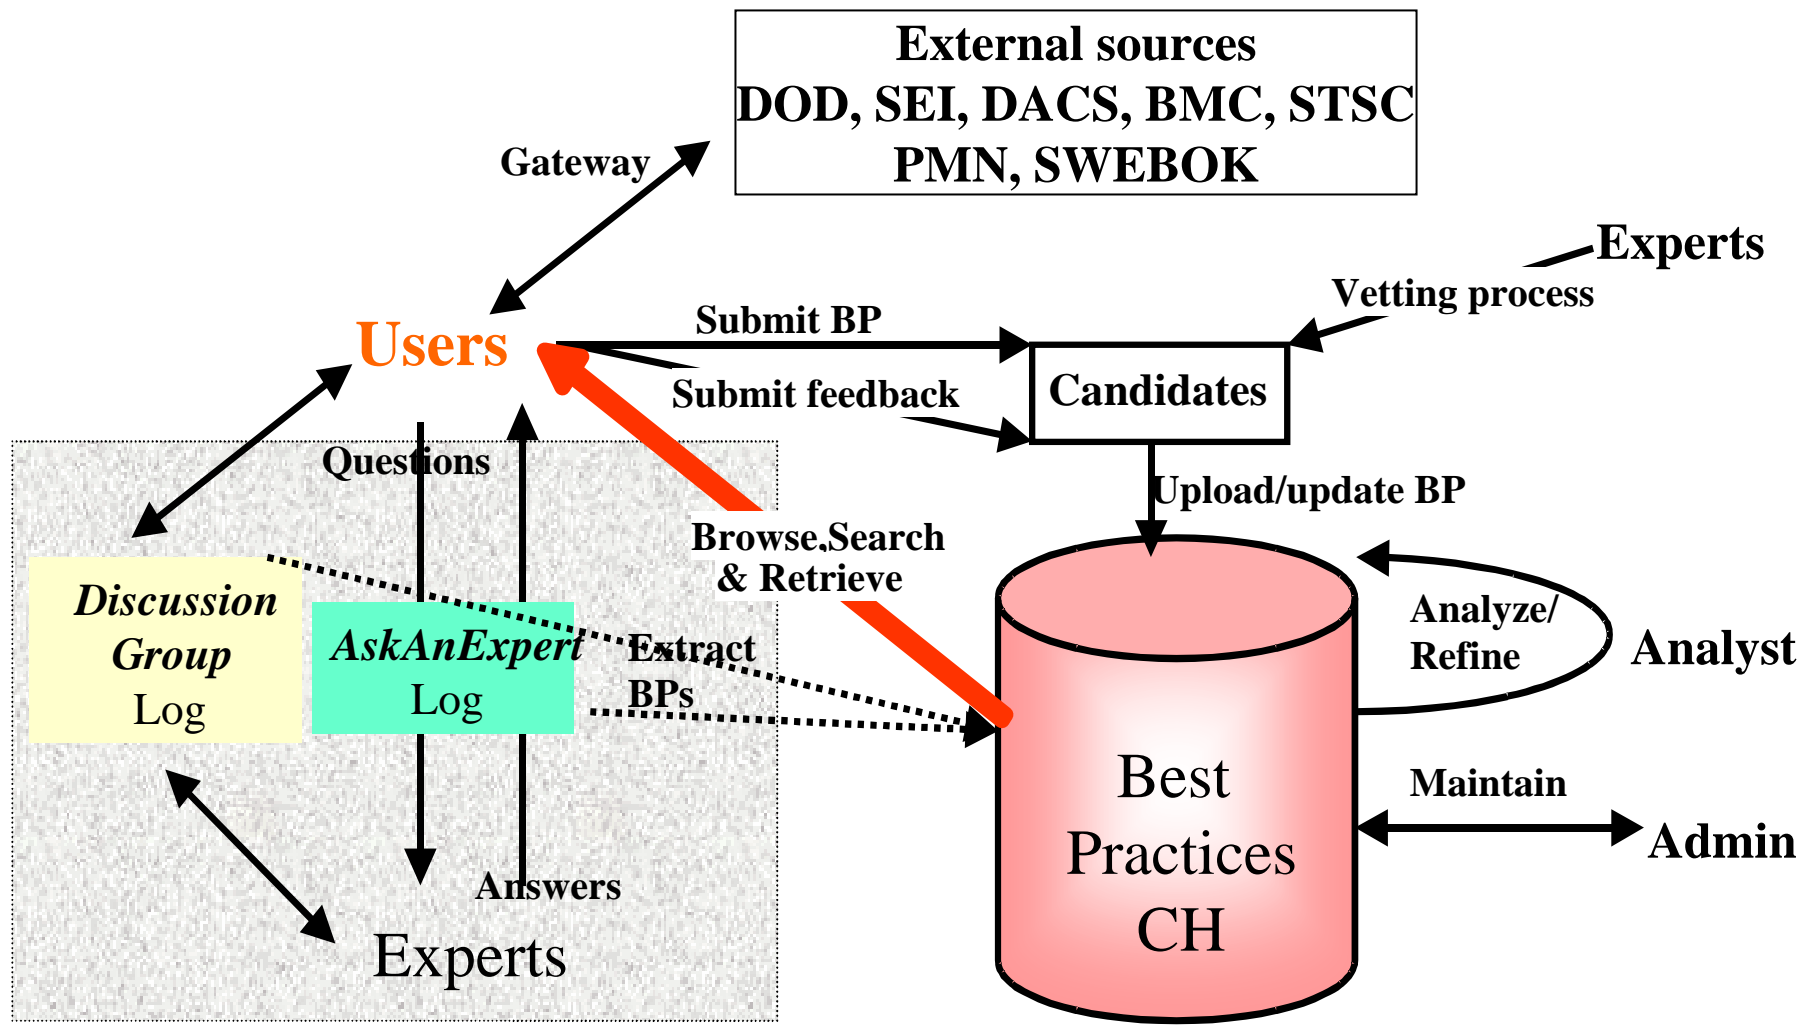 External sources
DOD, SEI, DACS, BMC, STSC
PMN, SWEBOK
Gateway
Experts
Vetting process
Users
Submit BP
Submit feedback
Candidates
Questions
Upload/update BP
Browse,Search
& Retrieve
Discussion
Group
Log
AskAnExpert
Log
Extract
BPs
Analyze/
Refine
Analyst
Best
Practices
CH
Maintain
Admin
Answers
Experts